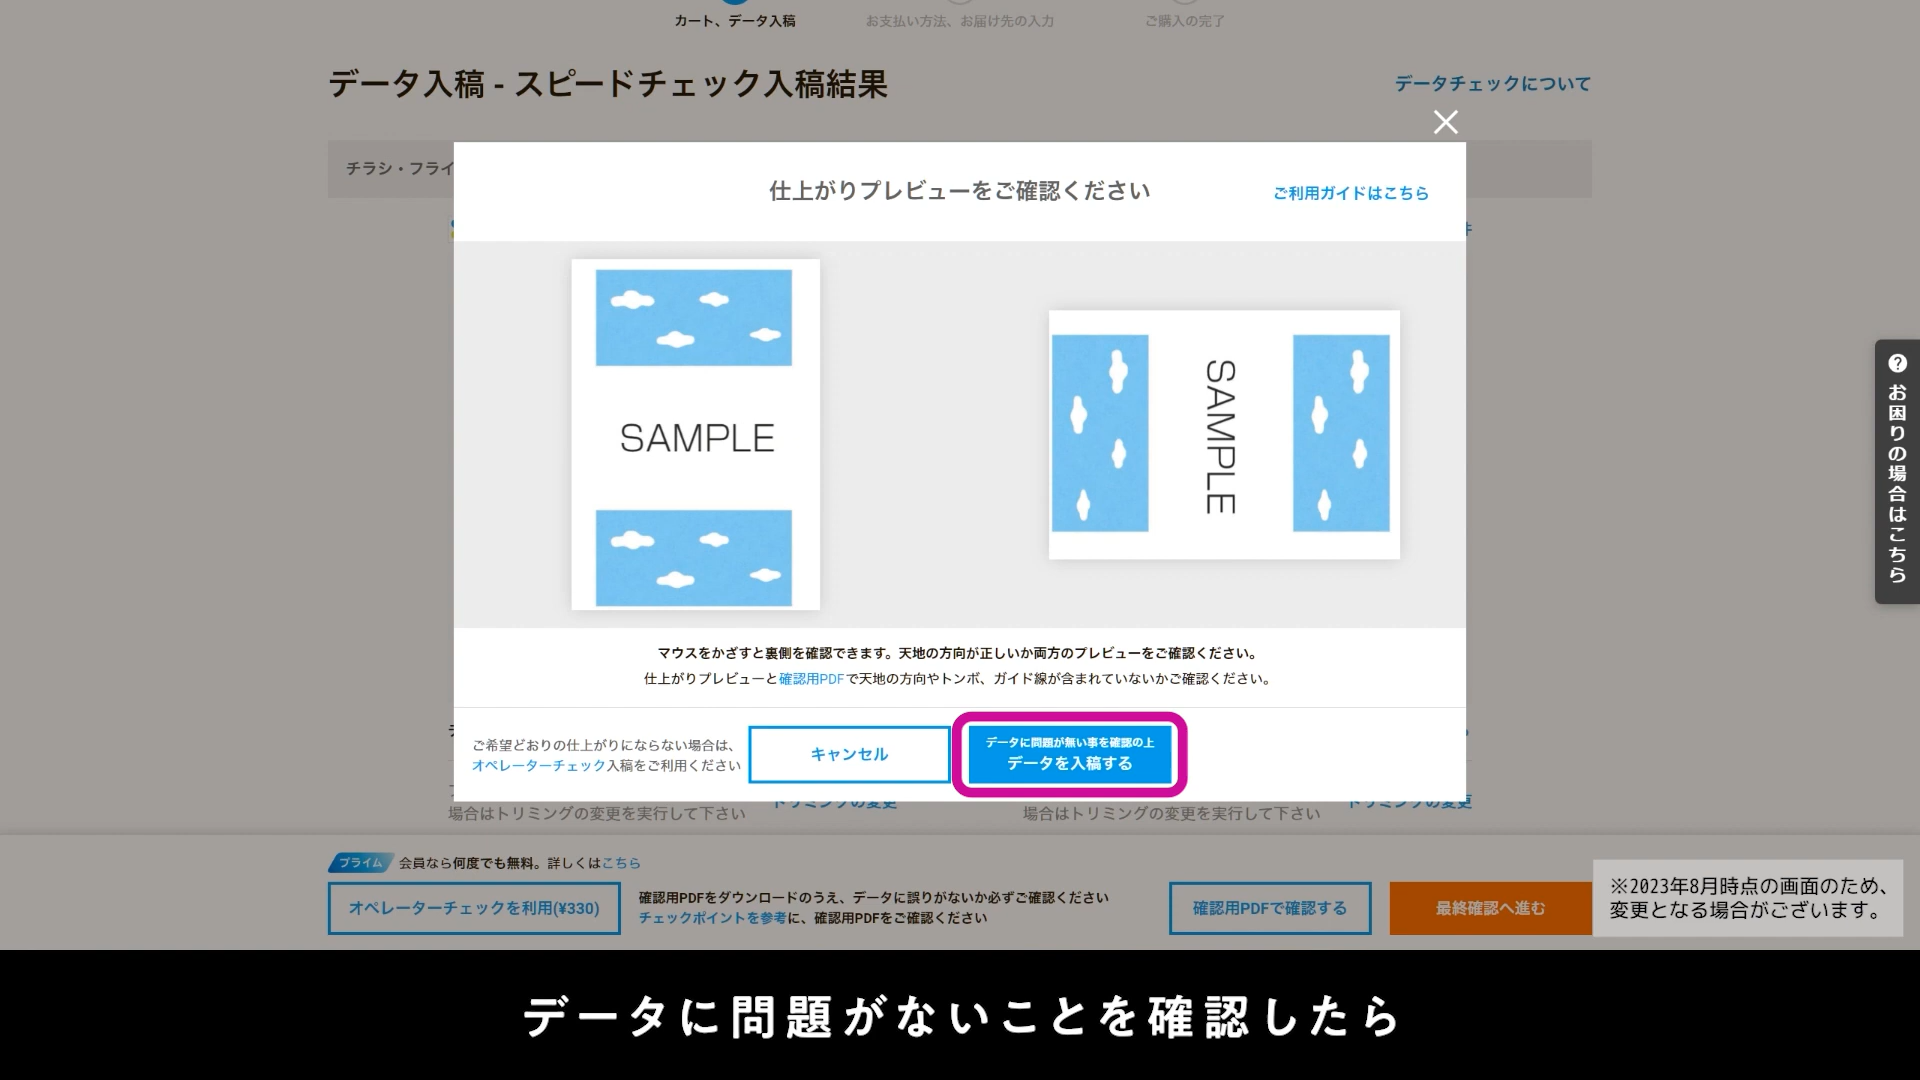 カート、データ入稿
お支払い方法、お届け先の入力
ご購入の完了
データ入稿 - スピードチェック入稿結果
データチェックについて
チラシ・フライ
仕上がりプレビューをご確認ください
ご利用ガイドはこちら
SAMPLE
SAMPLE
マウスをかざすと裏側を確認できます。天地の方向が正しいか両方のプレビューをご確認ください。
仕上がりプレビューと確認用PDFで天地の方向やトンボ、ガイド線が含まれていないかご確認ください。
ご希望どおりの仕上がりにならない場合は、
オペレーターチェック入稿をご利用ください
キャンセル
データに問題が無い事を確認の上
データを入稿する
場合はトリミングの変更を実行して下さい
トリミングの変更
場合はトリミングの変更を実行して下さい
トリミングの変更
お困りの場合はこちら
プライム 会員なら何度でも無料。詳しくはこちら
オペレーターチェックを利用(¥330)
確認用PDFをダウンロードのうえ、データに誤りがないか必ずご確認ください
チェックポイントを参考に、確認用PDFをご確認ください
確認用PDFで確認する
最終確認へ進む
※2023年8月時点の画面のため、
変更となる場合がございます。
データに問題がないことを確認したら